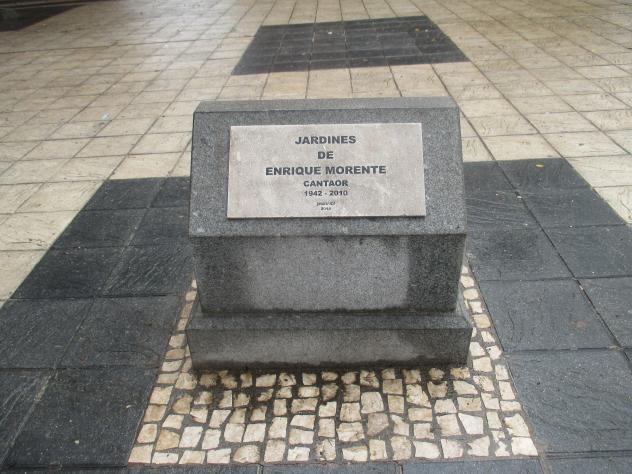 JARDINES
DE
ENRIQUE MORENTE
CANTAOR
1942 - 2010